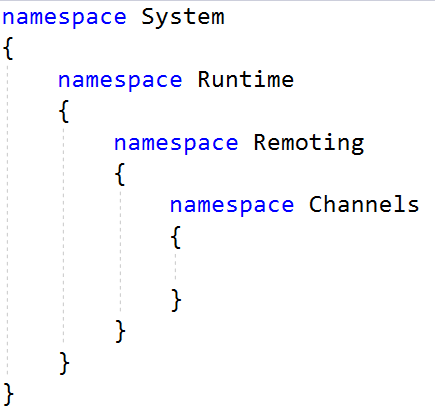 namespace System
{
    namespace Runtime
    {
        namespace Remoting
        {
            namespace Channels
            {
            }
        }
    }
}